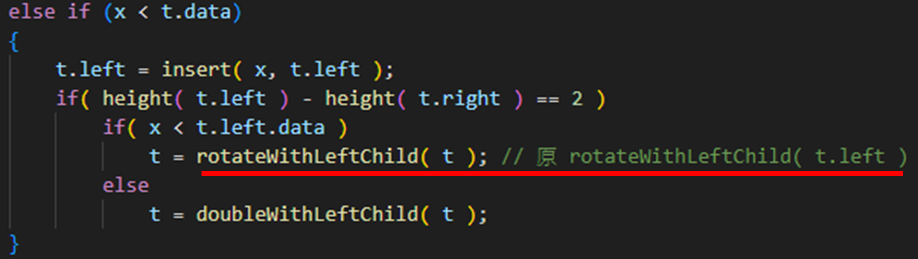 else if (x < t.data)
{
    t.left = insert( x, t.left );
    if( height( t.left ) - height( t.right ) == 2 )
        if( x < t.left.data )
            t = rotateWithLeftChild( t ); // 原 rotateWithLeftChild( t.left )
        else
            t = doubleWithLeftChild( t );
}